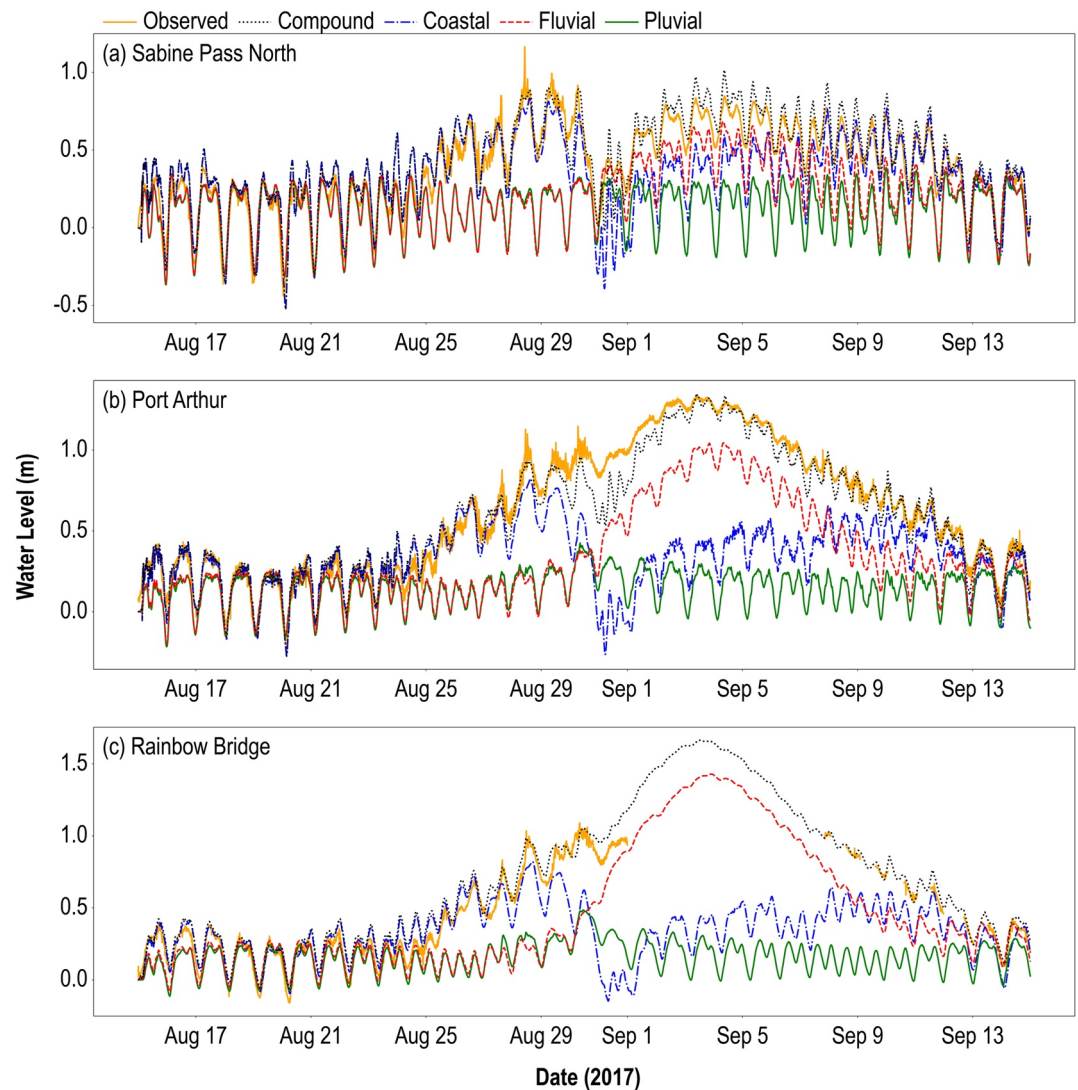 Observed Compound Coastal Fluvial Pluvial
(a) Sabine Pass North
1.0
0.5
0.0
-0.5
Aug 17 Aug 21 Aug 25 Aug 29 Sep 1 Sep 5 Sep 9 Sep 13
(b) Port Arthur
Water Level (m)
1.0
0.5
0.0
Aug 17 Aug 21 Aug 25 Aug 29 Sep 1 Sep 5 Sep 9 Sep 13
(c) Rainbow Bridge
1.5
1.0
0.5
0.0
Aug 17 Aug 21 Aug 25 Aug 29 Sep 1 Sep 5 Sep 9 Sep 13
Date (2017)